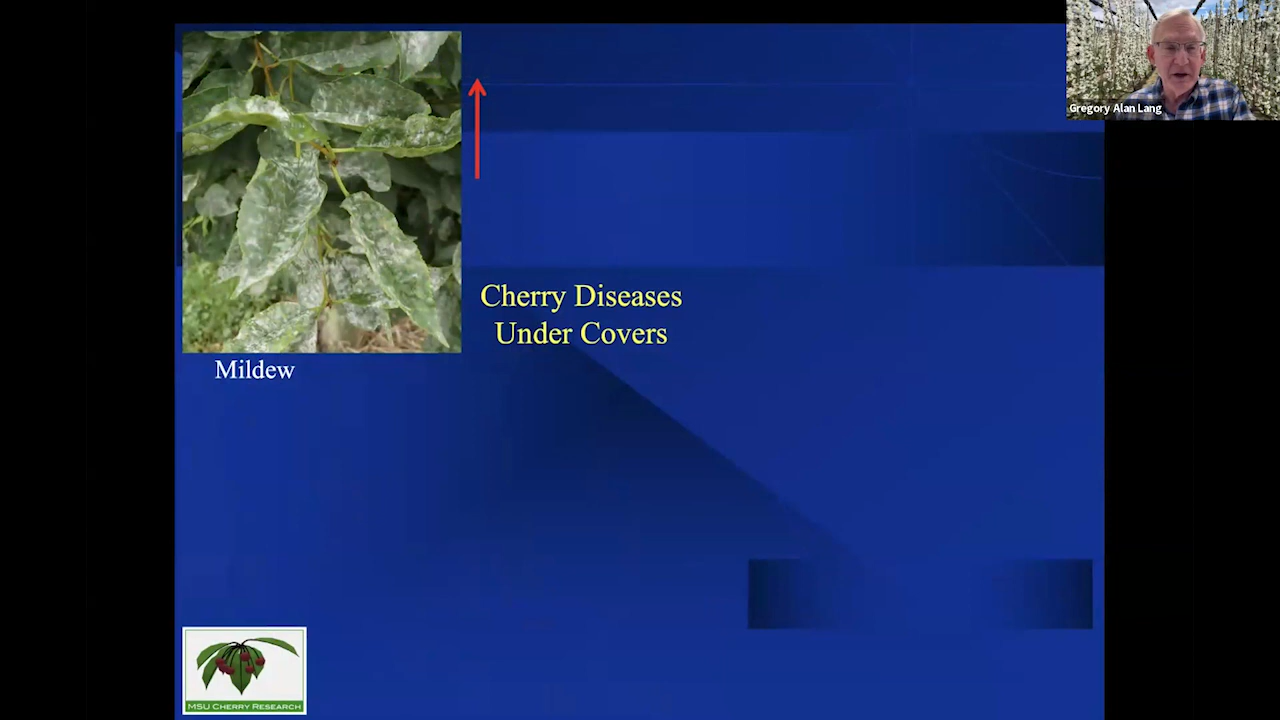 Gregory Alan Lang
Cherry Diseases
Under Covers
Mildew
MSU CHERRY RESEARCH